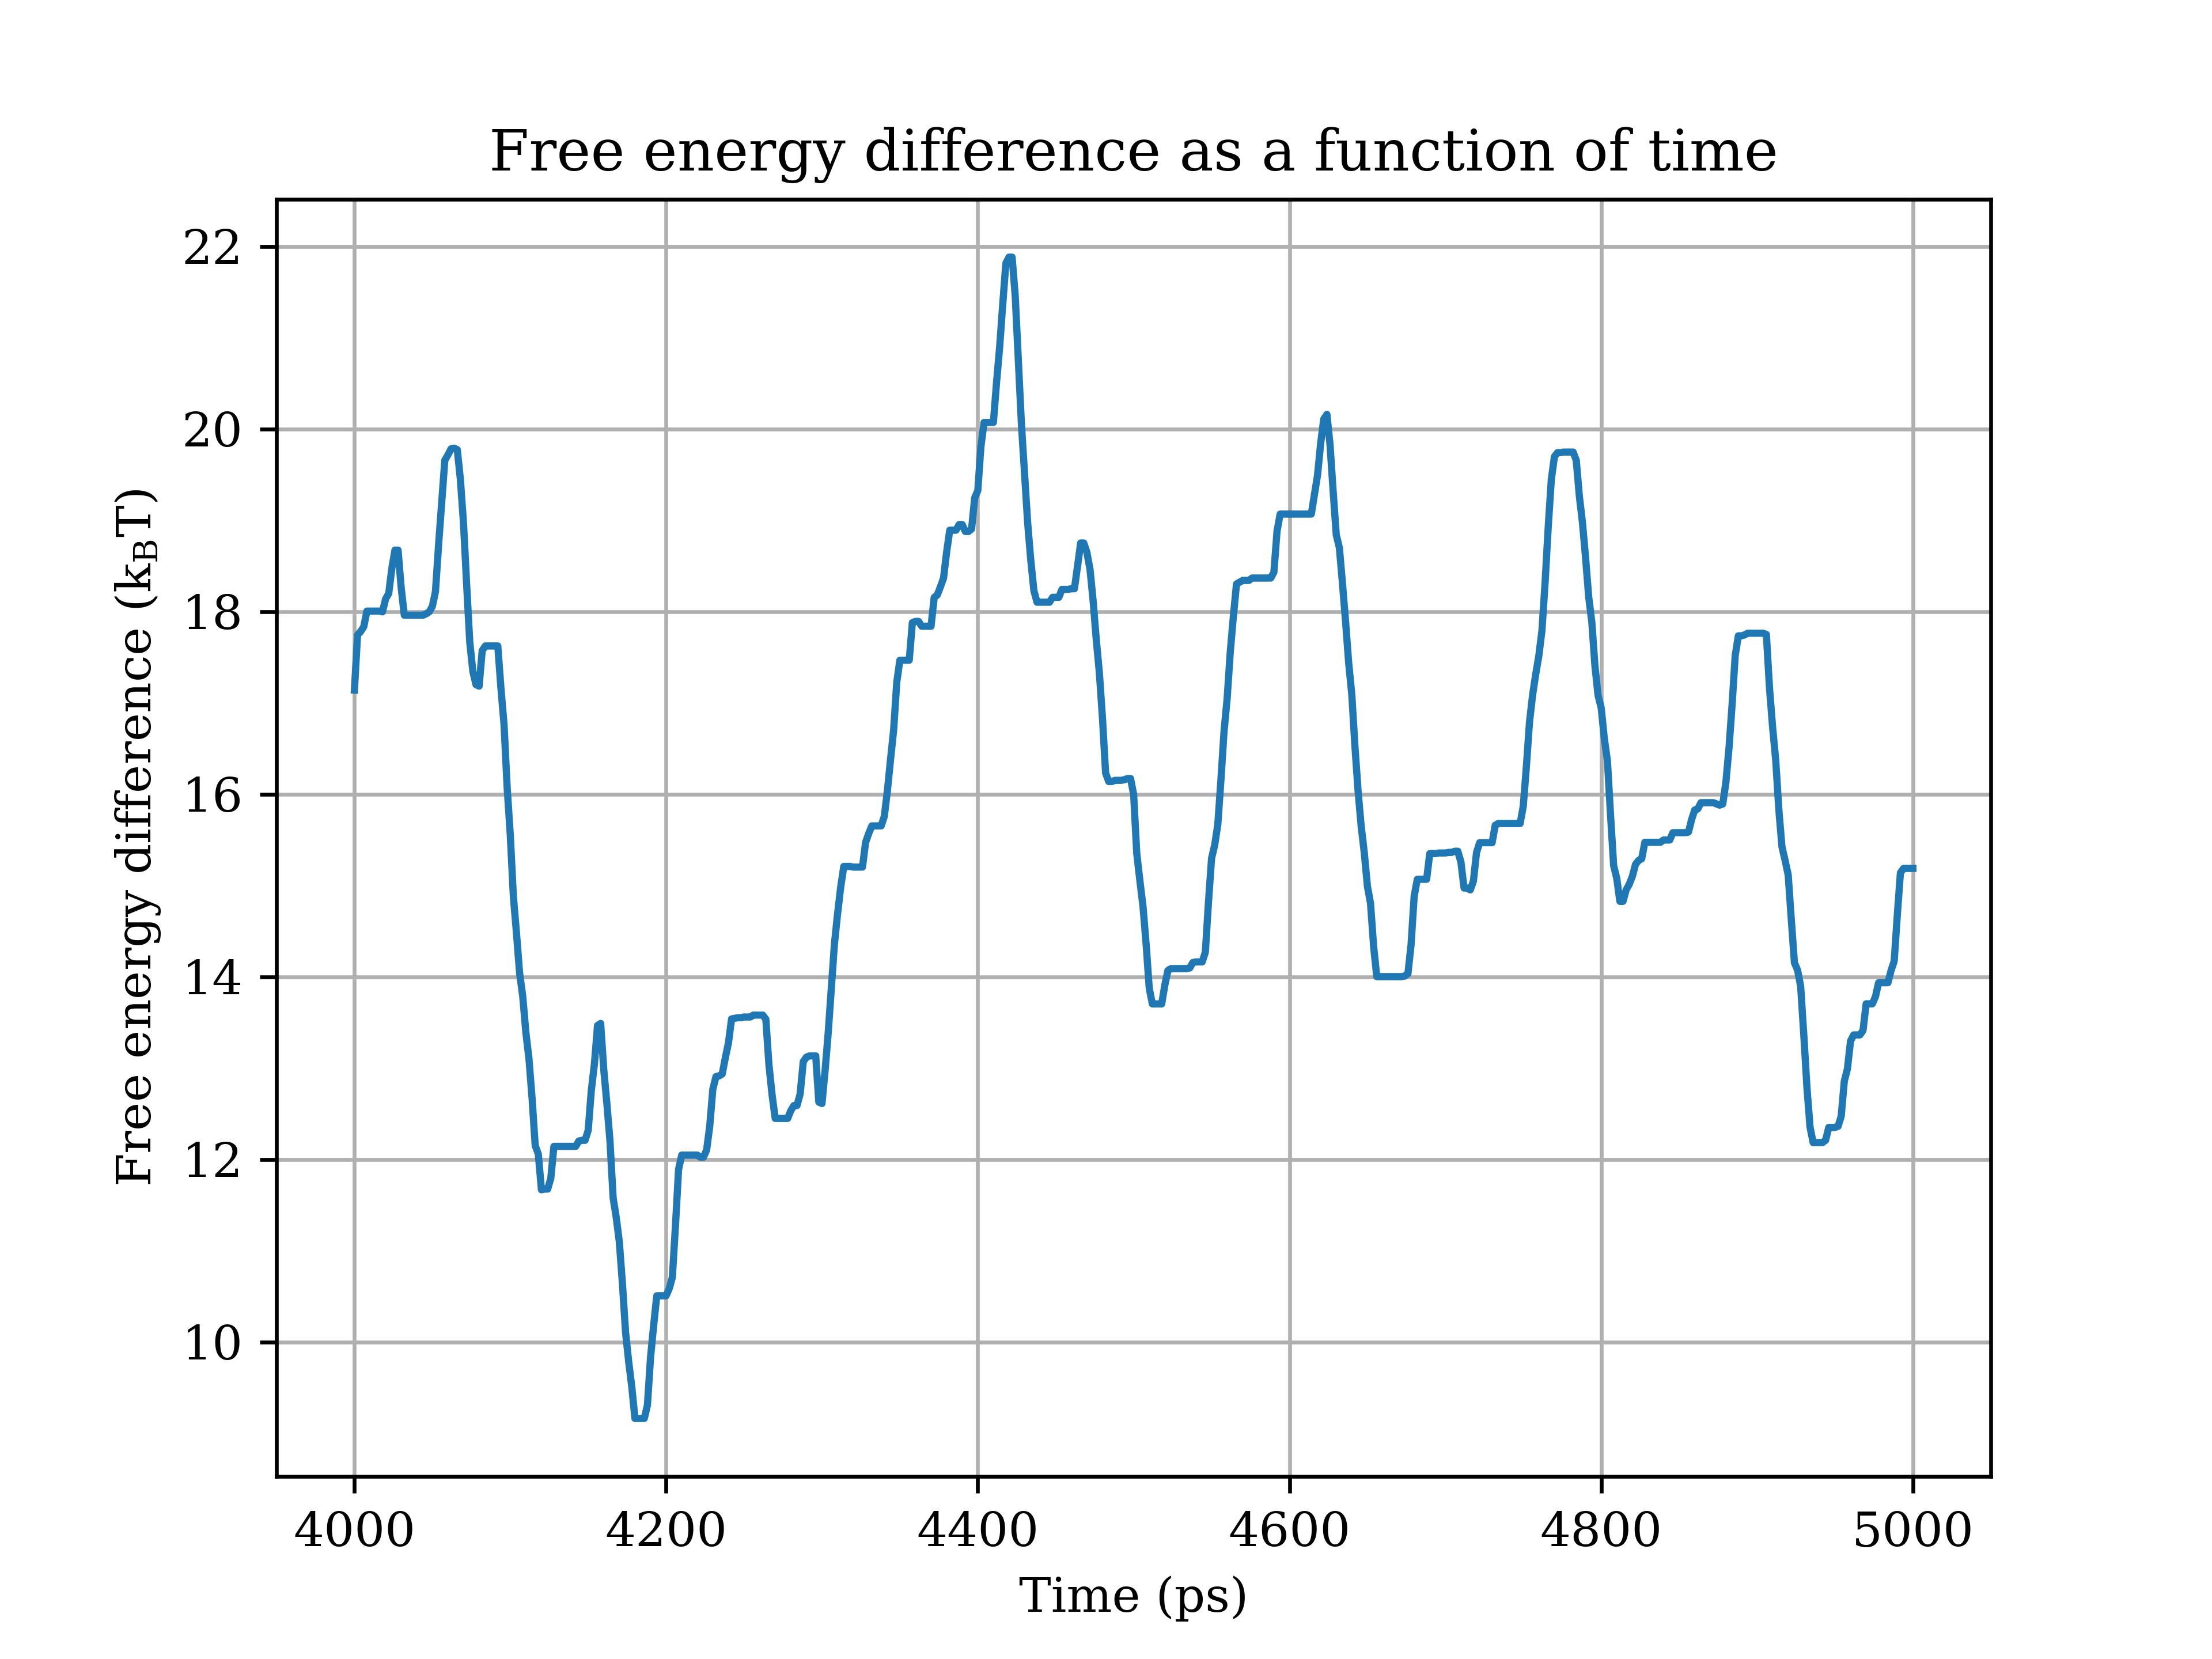 Free energy difference as a function of time
Free energy difference (k_BT)
22
20
18
16
14
12
10
4000 4200 4400 4600 4800 5000
Time (ps)